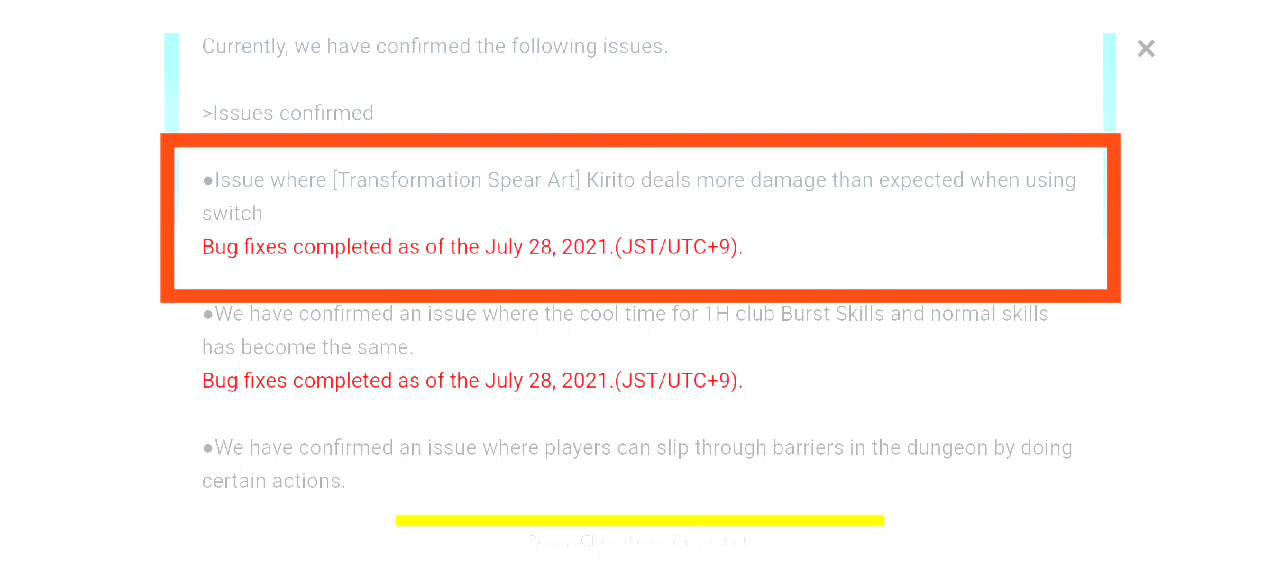 Currently, we have confirmed the following issues.
>Issues confirmed
●Issue where [Transformation Spear Art] Kirito deals more damage than expected when using
switch
Bug fixes completed as of the July 28, 2021.(JST/UTC+9).
●We have confirmed an issue where the cool time for 1H club Burst Skills and normal skills
has become the same.
Bug fixes completed as of the July 28, 2021.(JST/UTC+9).
●We have confirmed an issue where players can slip through barriers in the dungeon by doing
certain actions.